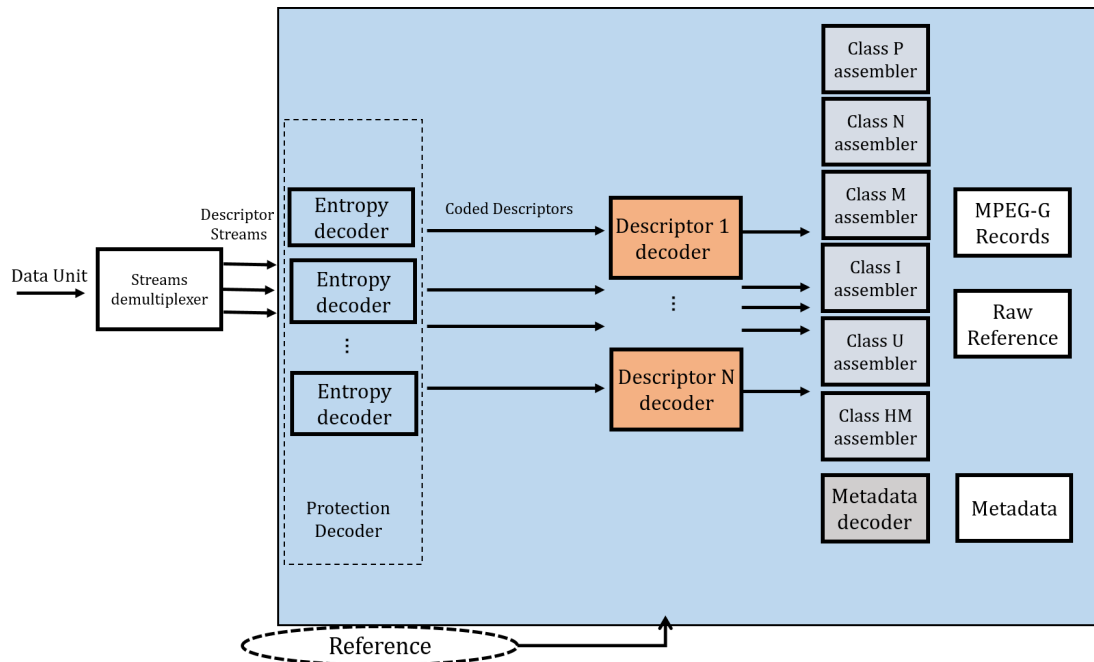 Data Unit
Streams
demultiplexer
Descriptor
Streams
Entropy
decoder
Entropy
decoder
...
Entropy
decoder
Protection
Decoder
Coded Descriptors
Descriptor 1
decoder
...
Descriptor N
decoder
Class P
assembler
Class N
assembler
Class M
assembler
Class I
assembler
Class U
assembler
Class HM
assembler
Metadata
decoder
MPEG-G
Records
Raw
Reference
Metadata
Reference